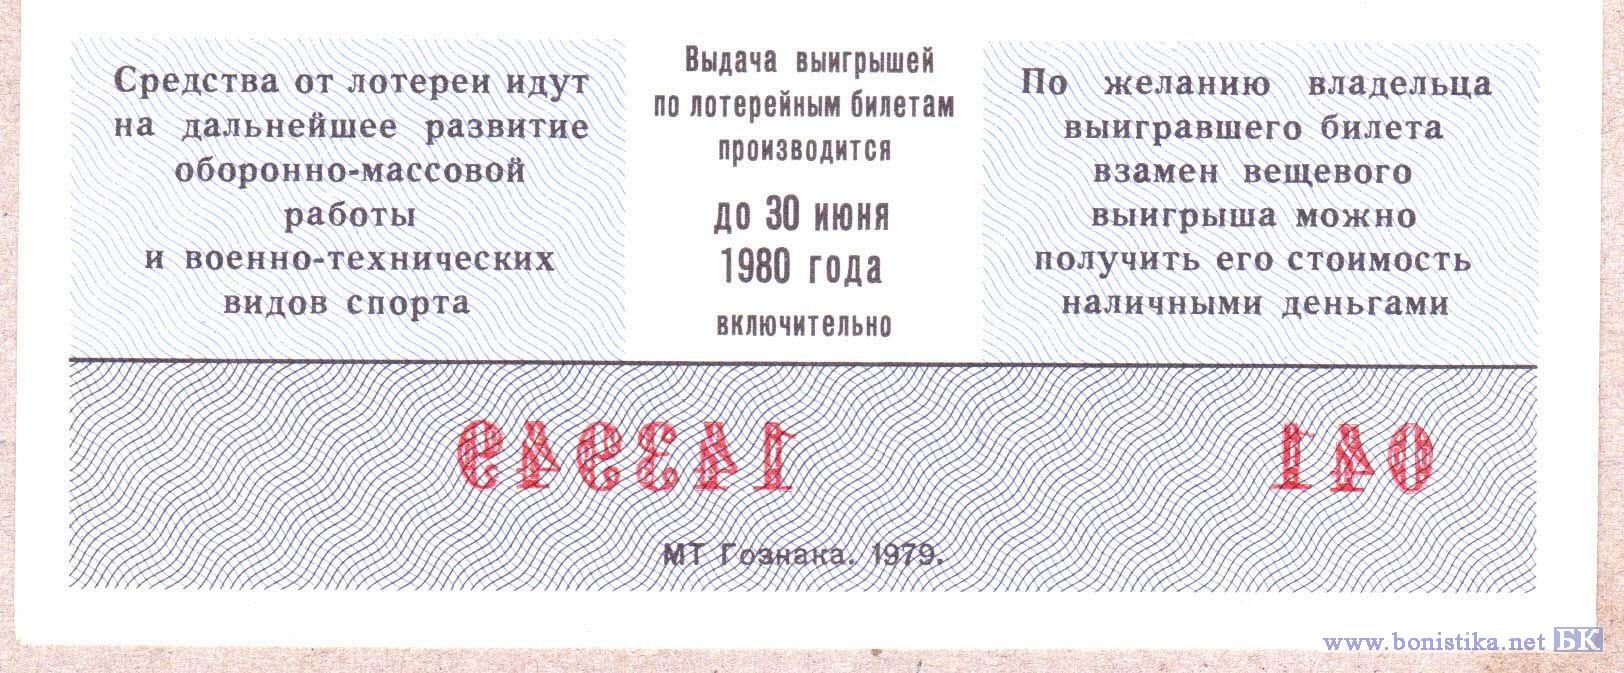 Средства от лотереи идут
на дальнейшее развитие
оборонно-массовой
работы
и военно-технических
видов спорта
Выдача выигрышей
по лотерейным билетам
производится
до 30 июня
1980 года
включительно
По желанию владельца
выигравшего билета
взамен вещевого
выигрыша можно
получить его стоимость
наличными деньгами
143949
041
МТ Гознака. 1979.
www.bonistika.net БК